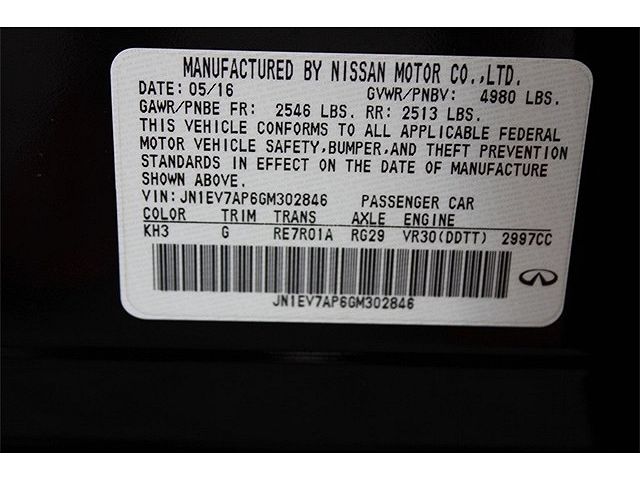 MANUFACTURED BY NISSAN MOTOR CO.,LTD.
DATE: 05/16 GVWR/PNBV: 4980 LBS.
GAWR/PNBE FR: 2546 LBS. RR: 2513 LBS.
THIS VEHICLE CONFORMS TO ALL APPLICABLE FEDERAL
MOTOR VEHICLE SAFETY, BUMPER, AND THEFT PREVENTION
STANDARDS IN EFFECT ON THE DATE OF MANUFACTURE
SHOWN ABOVE.
VIN: JN1EV7AP6GM302846 PASSENGER CAR
COLOR TRIM TRANS AXLE ENGINE
KH3 G RE7R01A RG29 VR30(DDTT) 2997CC
JN1EV7AP6GM302846